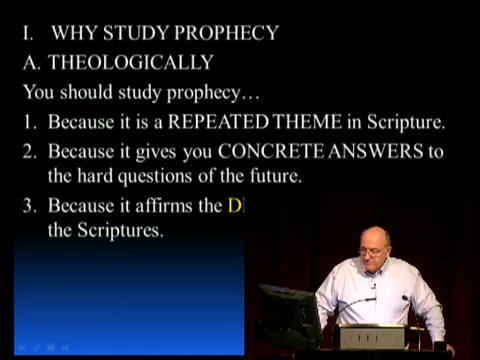 I. WHY STUDY PROPHECY
A. THEOLOGICALLY
You should study prophecy…
1. Because it is a REPEATED THEME in Scripture.
2. Because it gives you CONCRETE ANSWERS to
the hard questions of the future.
3. Because it affirms the
the Scriptures.